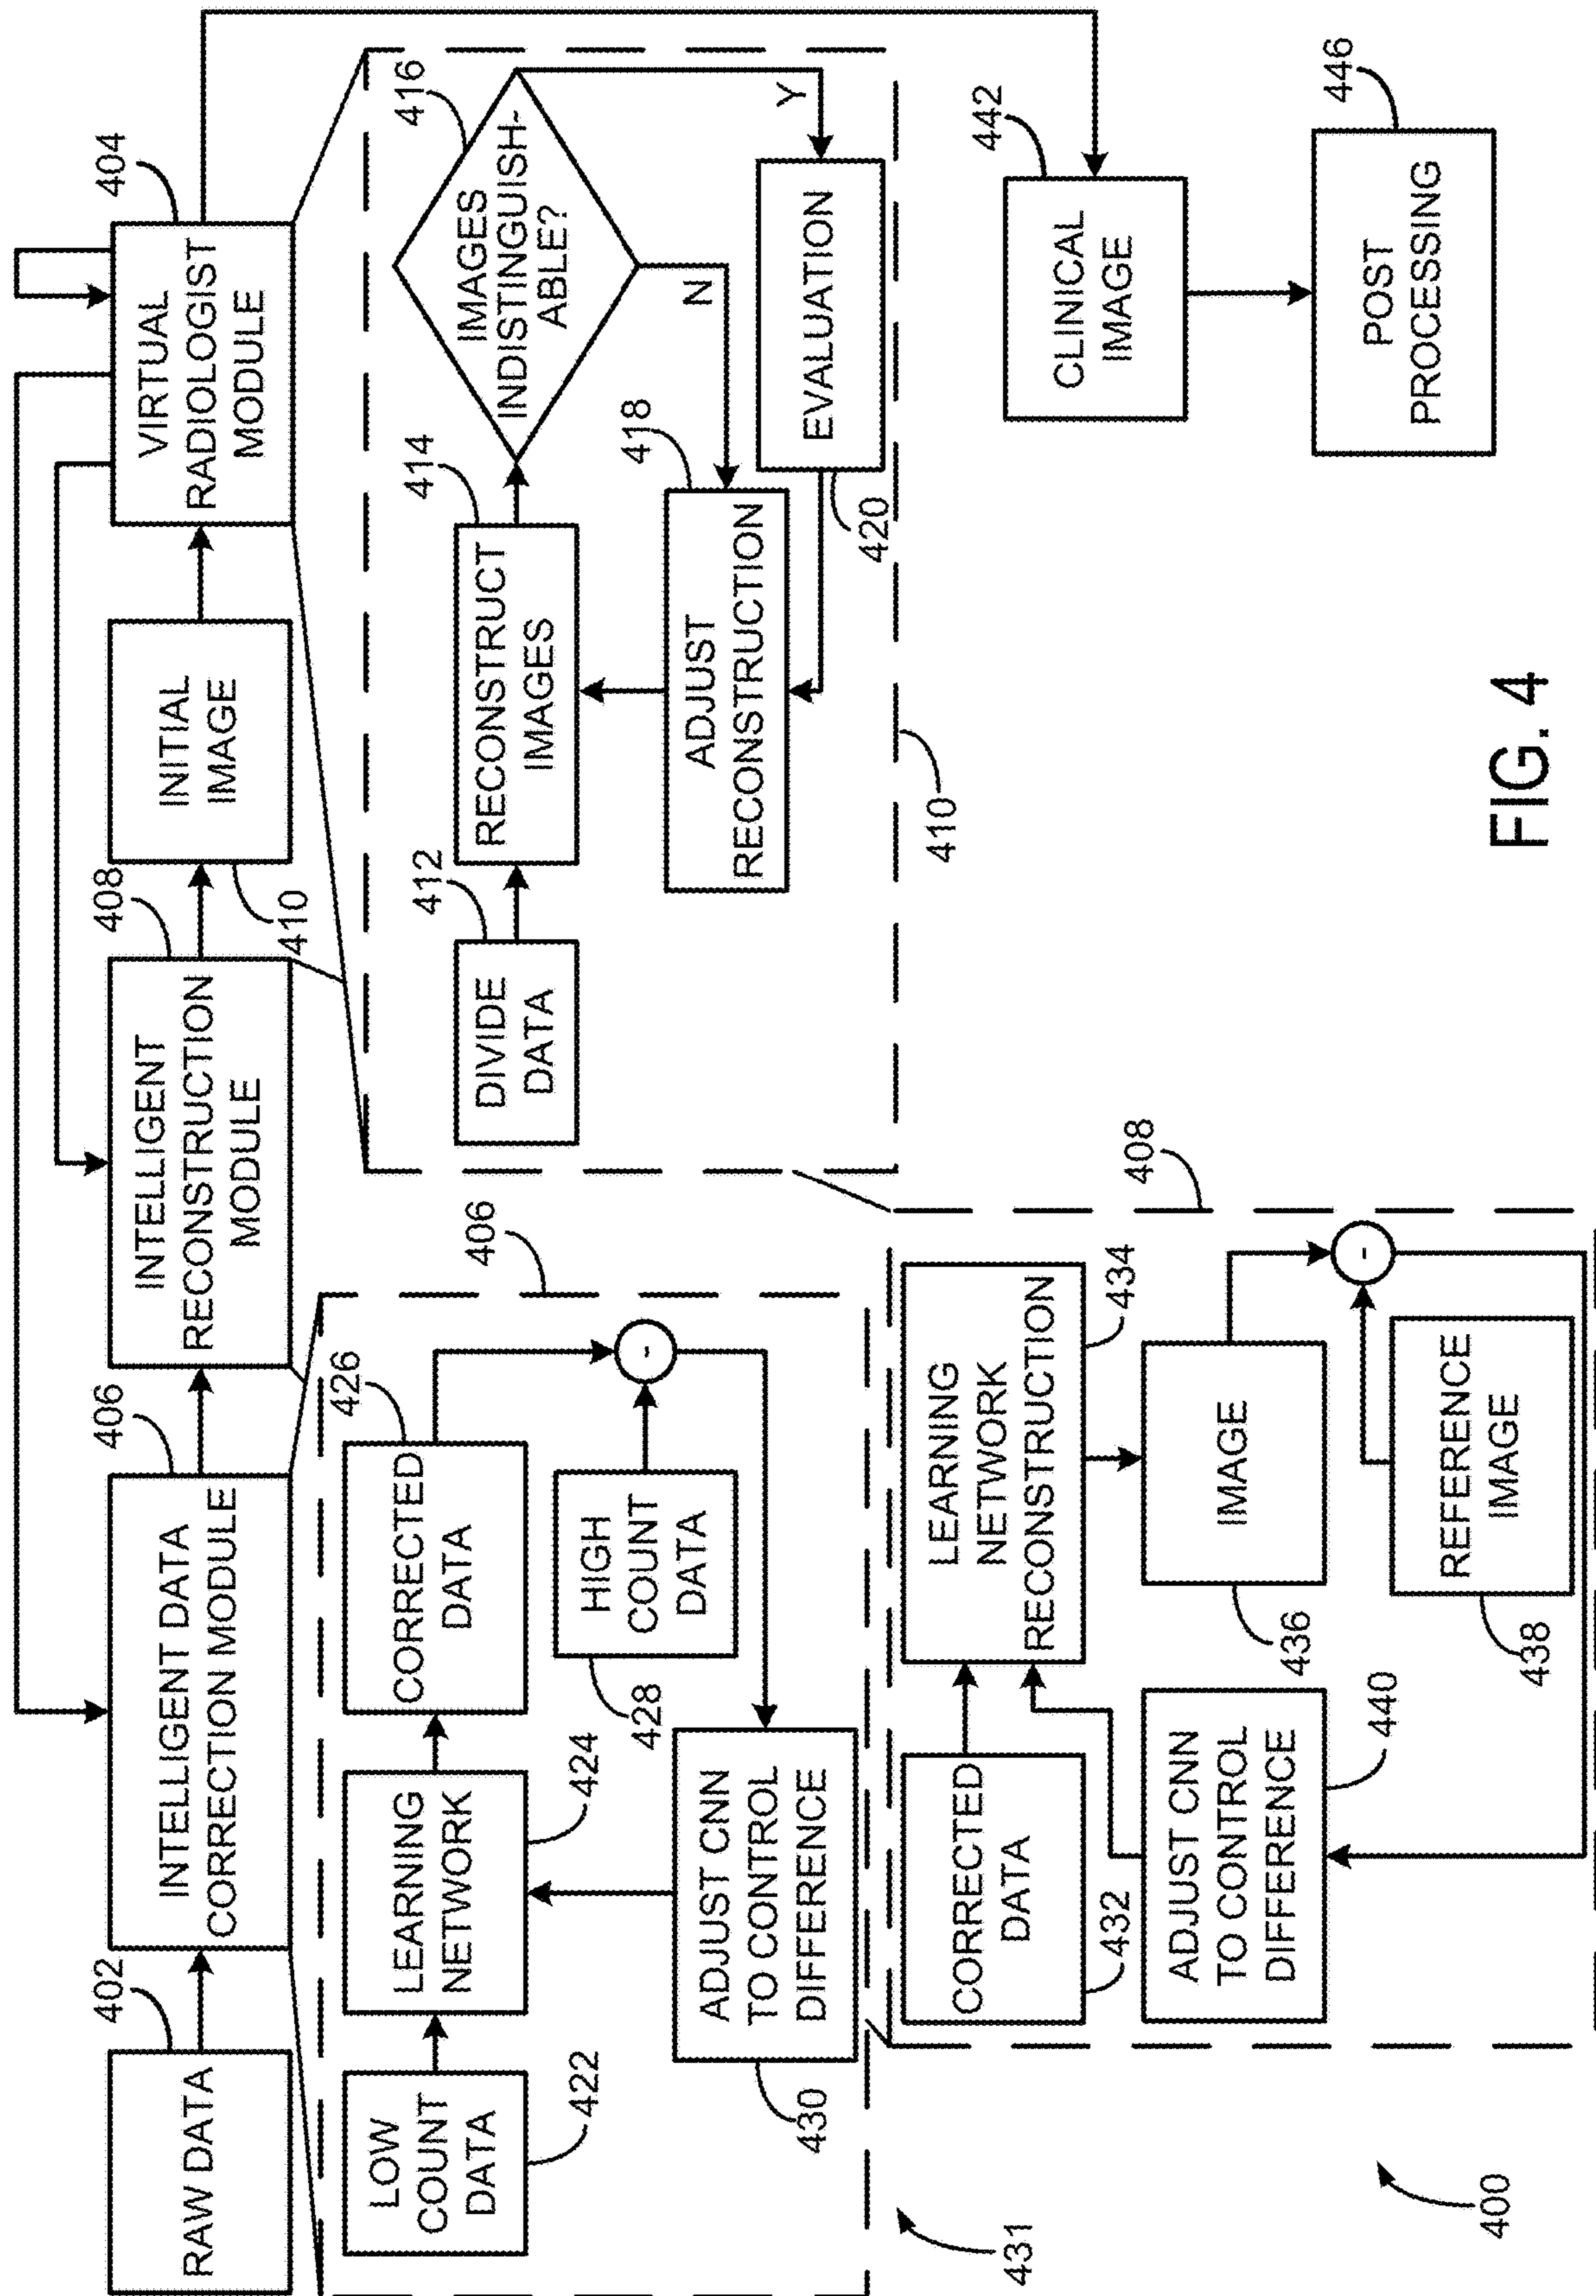 402
RAW DATA
406
INTELLIGENT DATA
CORRECTION MODULE
408
INTELLIGENT
RECONSTRUCTION
MODULE
INITIAL
IMAGE
410
404
VIRTUAL
RADIOLOGIST
MODULE
406
LOW
COUNT
DATA
422
LEARNING
NETWORK
424
426
CORRECTED
DATA
-
HIGH
COUNT
DATA
428
ADJUST CNN
TO CONTROL
DIFFERENCE
430
431
412
DIVIDE
DATA
414
RECONSTRUCT
IMAGES
416
IMAGES
INDISTINGUISH-
ABLE?
N
Y
418
ADJUST
RECONSTRUCTION
EVALUATION
420
410
408
CORRECTED
DATA
432
LEARNING
NETWORK
RECONSTRUCTION
434
IMAGE
436
-
REFERENCE
IMAGE
438
ADJUST CNN
TO CONTROL
DIFFERENCE
440
442
CLINICAL
IMAGE
446
POST
PROCESSING
400
FIG. 4